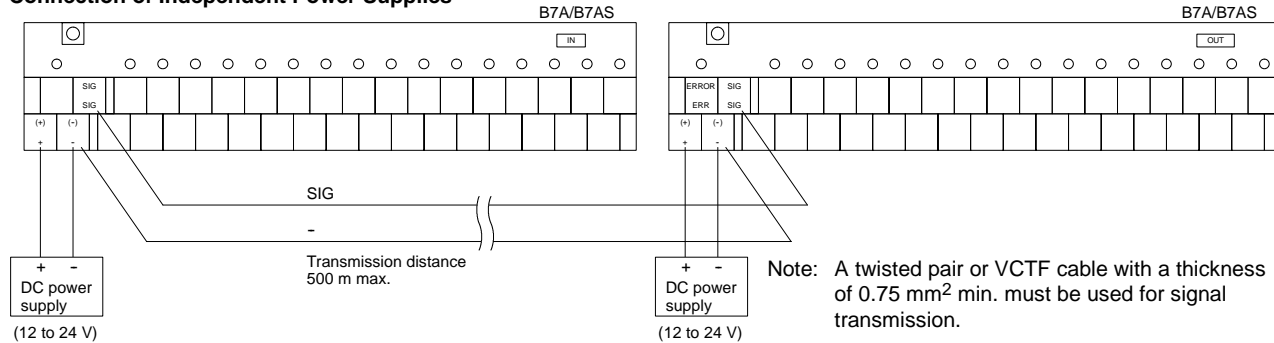 Connection of Independent Power Supplies
B7A/B7AS
IN
SIG
SIG
(+) (-)
+ -
B7A/B7AS
OUT
ERROR SIG
ERR SIG
(+) (-)
+ -
SIG
-
Transmission distance
500 m max.
+ -
DC power
supply
(12 to 24 V)
+ -
DC power
supply
(12 to 24 V)
Note: A twisted pair or VCTF cable with a thickness
of 0.75 mm2 min. must be used for signal
transmission.